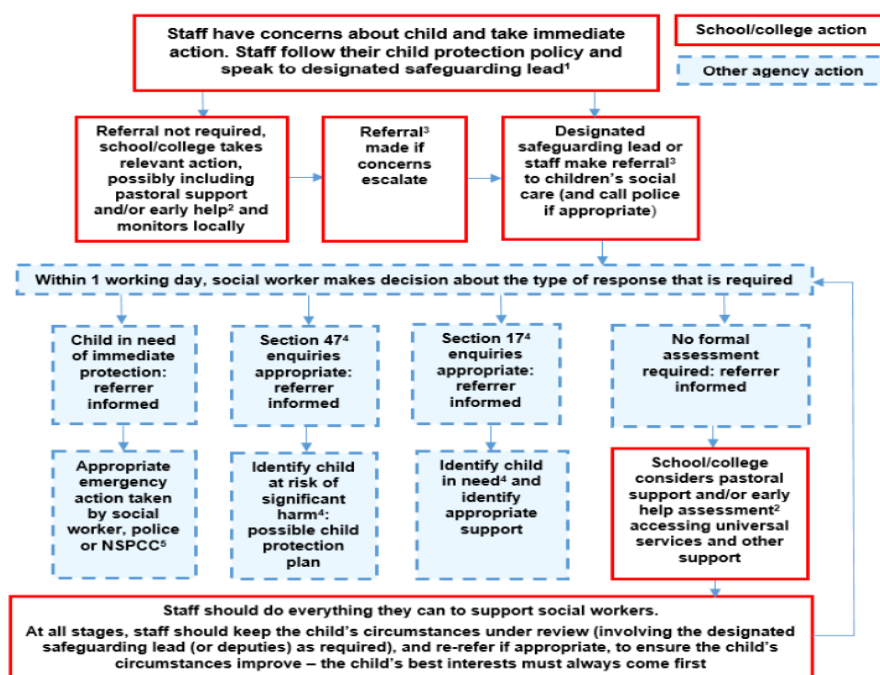 Staff have concerns about child and take immediate
action. Staff follow their child protection policy and
speak to designated safeguarding lead¹
School/college action
Other agency action
Referral not required,
school/college takes
relevant action,
possibly including
pastoral support
and/or early help² and
monitors locally
Referral³
made if
concerns
escalate
Designated
safeguarding lead or
staff make referral³
to children's social
care (and call police
if appropriate)
Within 1 working day, social worker makes decision about the type of response that is required
Child in need
of immediate
protection:
referrer
informed
Section 47⁴
enquiries
appropriate:
referrer
informed
Section 17⁴
enquiries
appropriate:
referrer
informed
No formal
assessment
required: referrer
informed
Appropriate
emergency
action taken
by social
worker, police
or NSPCC⁵
Identify child
at risk of
significant
harm⁴:
possible child
protection
plan
Identify child
in need⁴ and
identify
appropriate
support
School/college
considers pastoral
support and/or early
help assessment²
accessing universal
services and other
support
Staff should do everything they can to support social workers.
At all stages, staff should keep the child's circumstances under review (involving the designated
safeguarding lead (or deputies) as required), and re-refer if appropriate, to ensure the child's
circumstances improve – the child's best interests must always come first